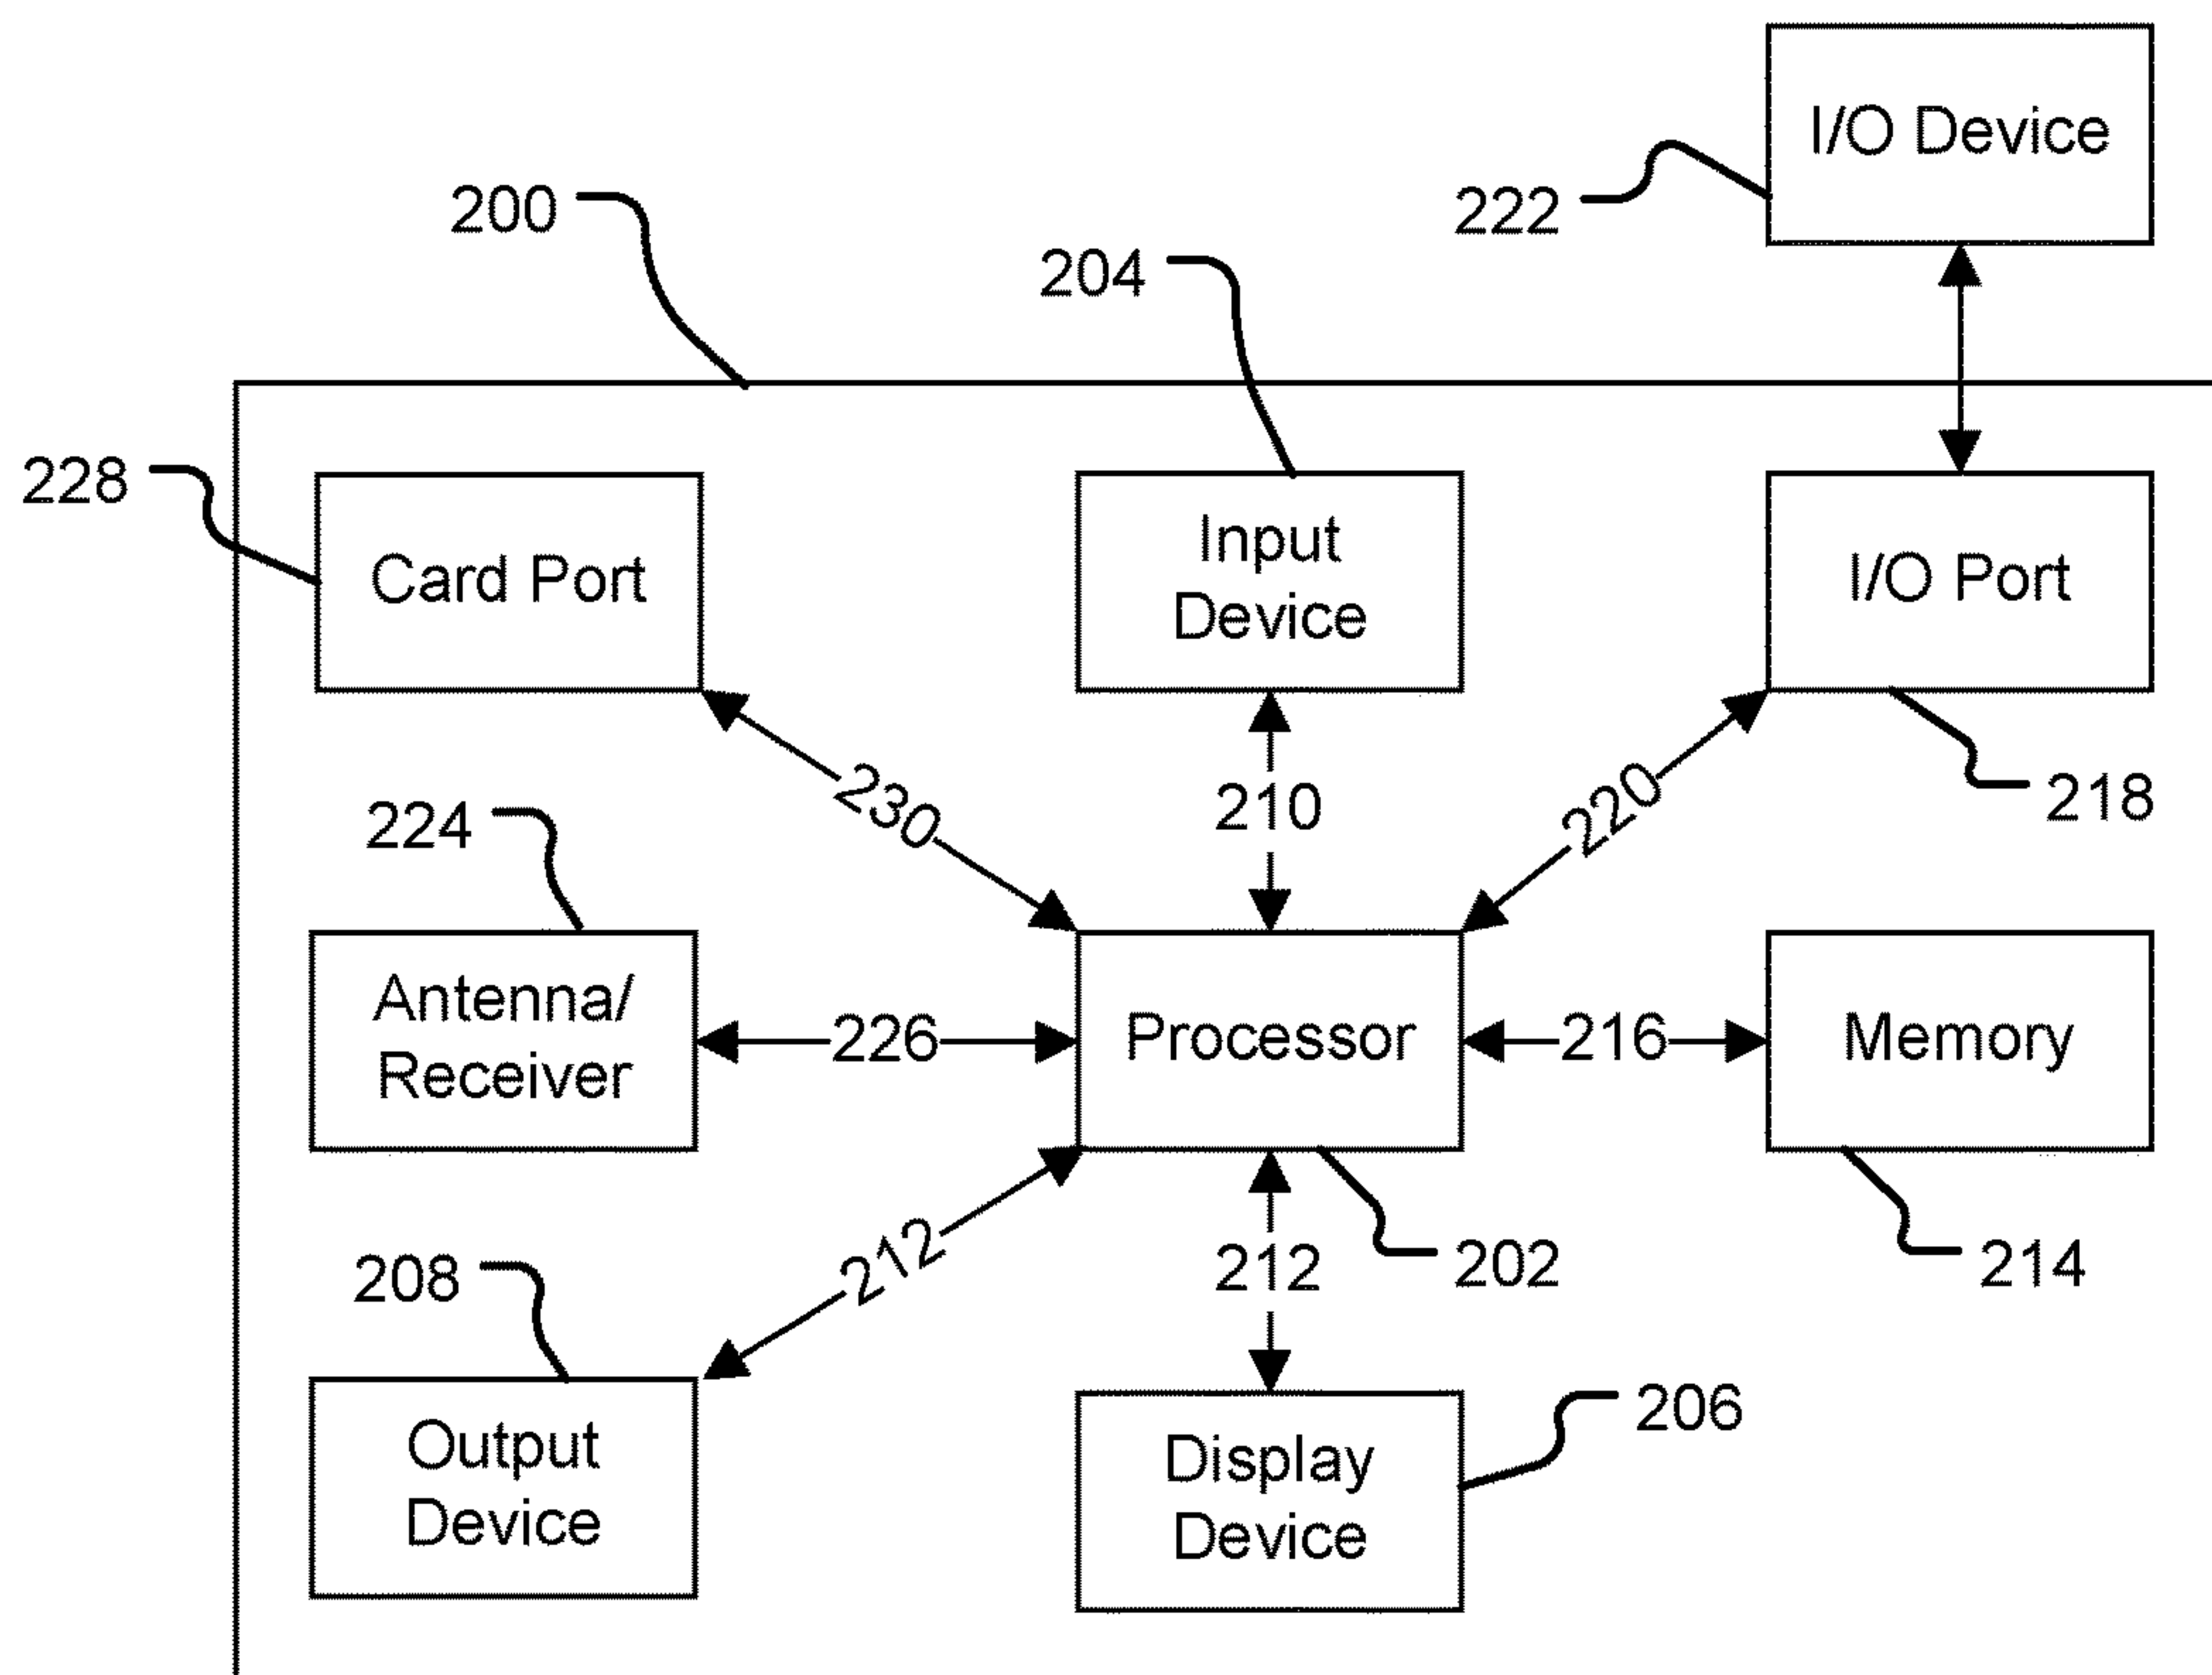 I/O Device
222
200
204
228
Card Port
Input
Device
I/O Port
230
210
220
218
224
Antenna/
Receiver
226
Processor
216
Memory
212
212
202
214
208
206
Output
Device
Display
Device